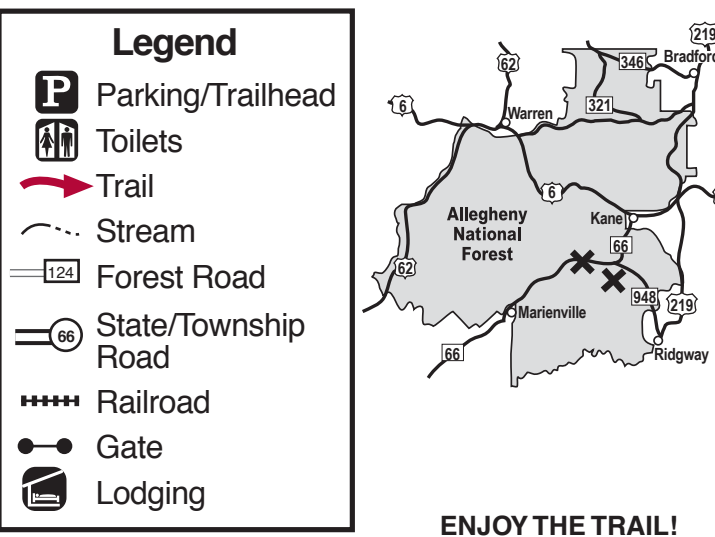 Legend
P
Parking/Trailhead
Toilets
Trail
Stream
124
Forest Road
66
State/Township
Road
Railroad
Gate
Lodging
219
Bradford
62
346
321
6
Warren
6
Allegheny
National
Forest
Kane
66
62
948
219
Marienville
66
Ridgway
ENJOY THE TRAIL!